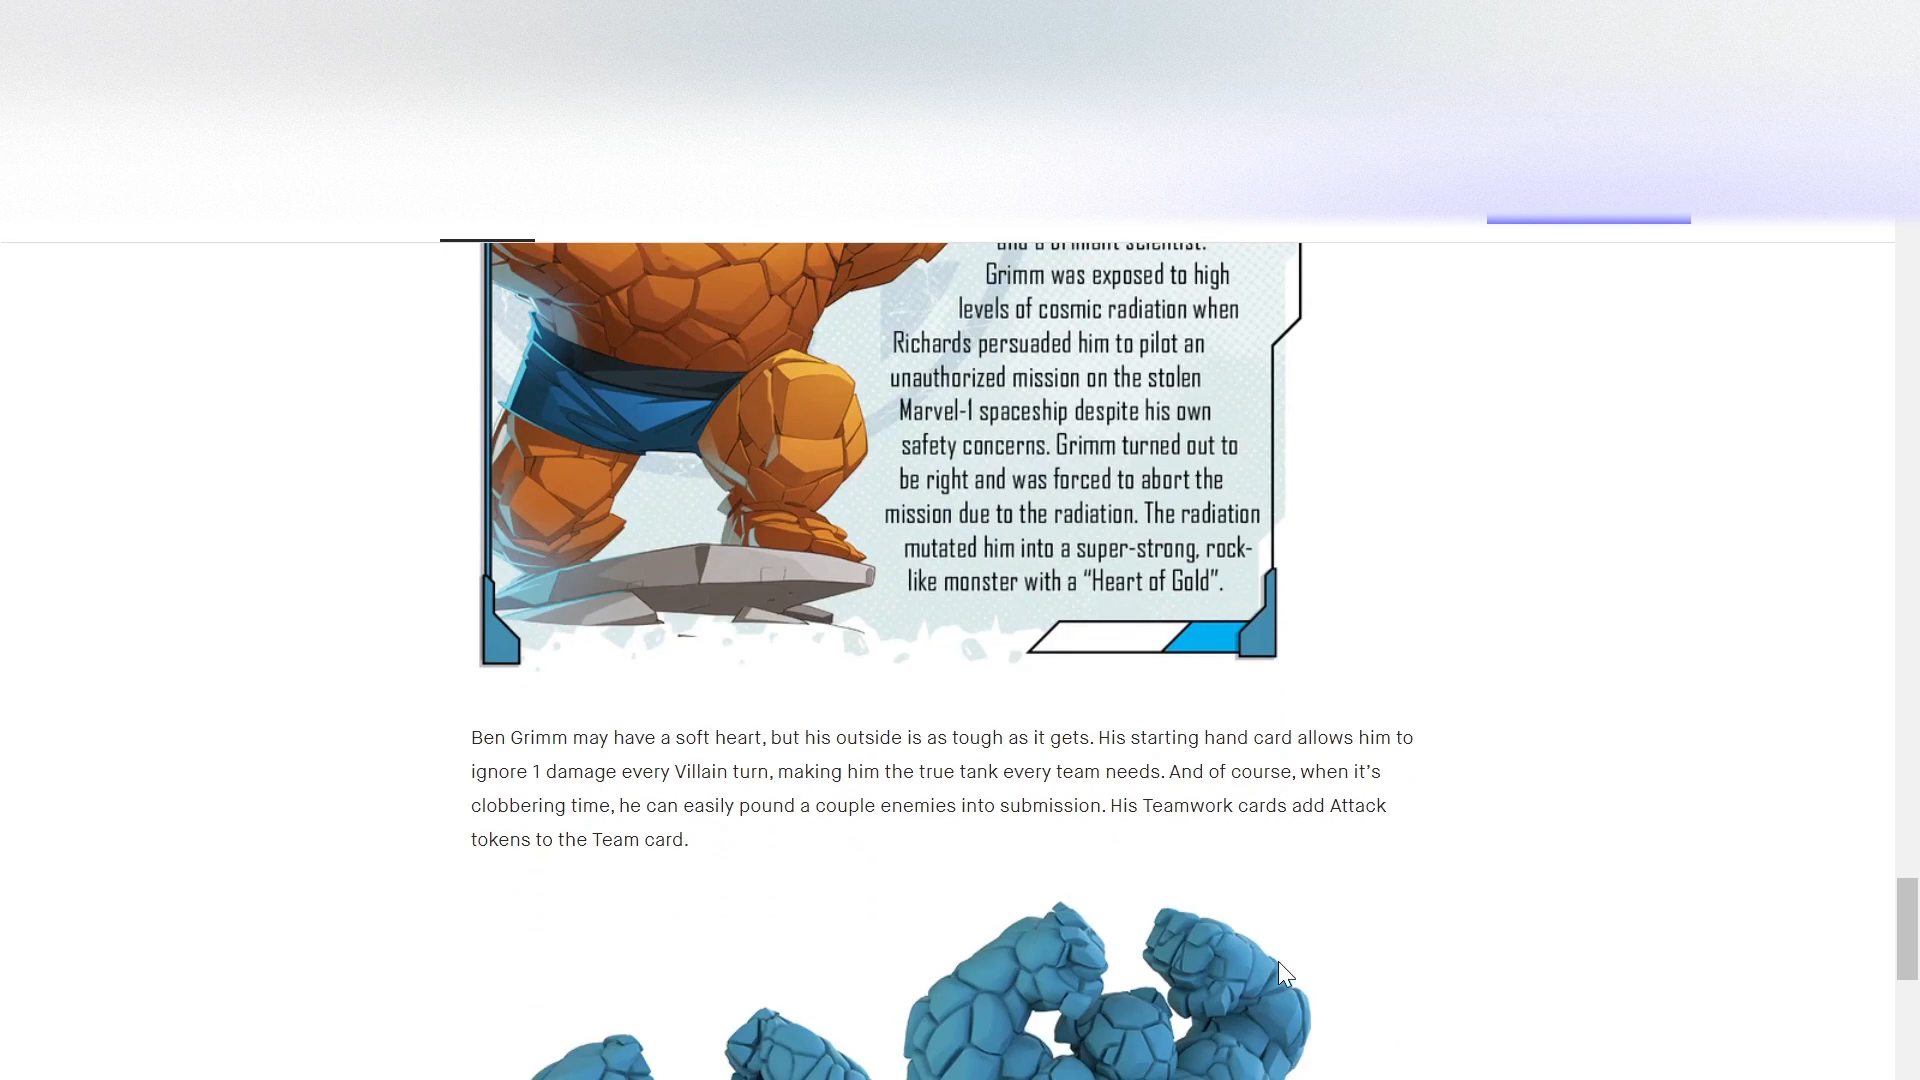 and a brilliant scientist.
Grimm was exposed to high
levels of cosmic radiation when
Richards persuaded him to pilot an
unauthorized mission on the stolen
Marvel-1 spaceship despite his own
safety concerns. Grimm turned out to
be right and was forced to abort the
mission due to the radiation. The radiation
mutated him into a super-strong, rock-
like monster with a “Heart of Gold”.
Ben Grimm may have a soft heart, but his outside is as tough as it gets. His starting hand card allows him to
ignore 1 damage every Villain turn, making him the true tank every team needs. And of course, when it’s
clobbering time, he can easily pound a couple enemies into submission. His Teamwork cards add Attack
tokens to the Team card.